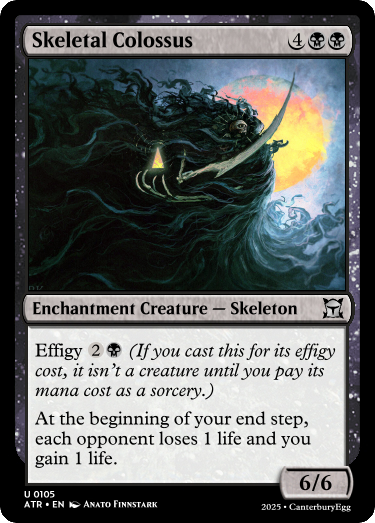 Skeletal Colossus 4
Enchantment Creature — Skeleton
Effigy 2 (If you cast this for its effigy
cost, it isn't a creature until you pay its
mana cost as a sorcery.)
At the beginning of your end step,
each opponent loses 1 life and you
gain 1 life.
6/6
U 0105
ATR • EN Anato Finnstark
2025 • CanterburyEgg